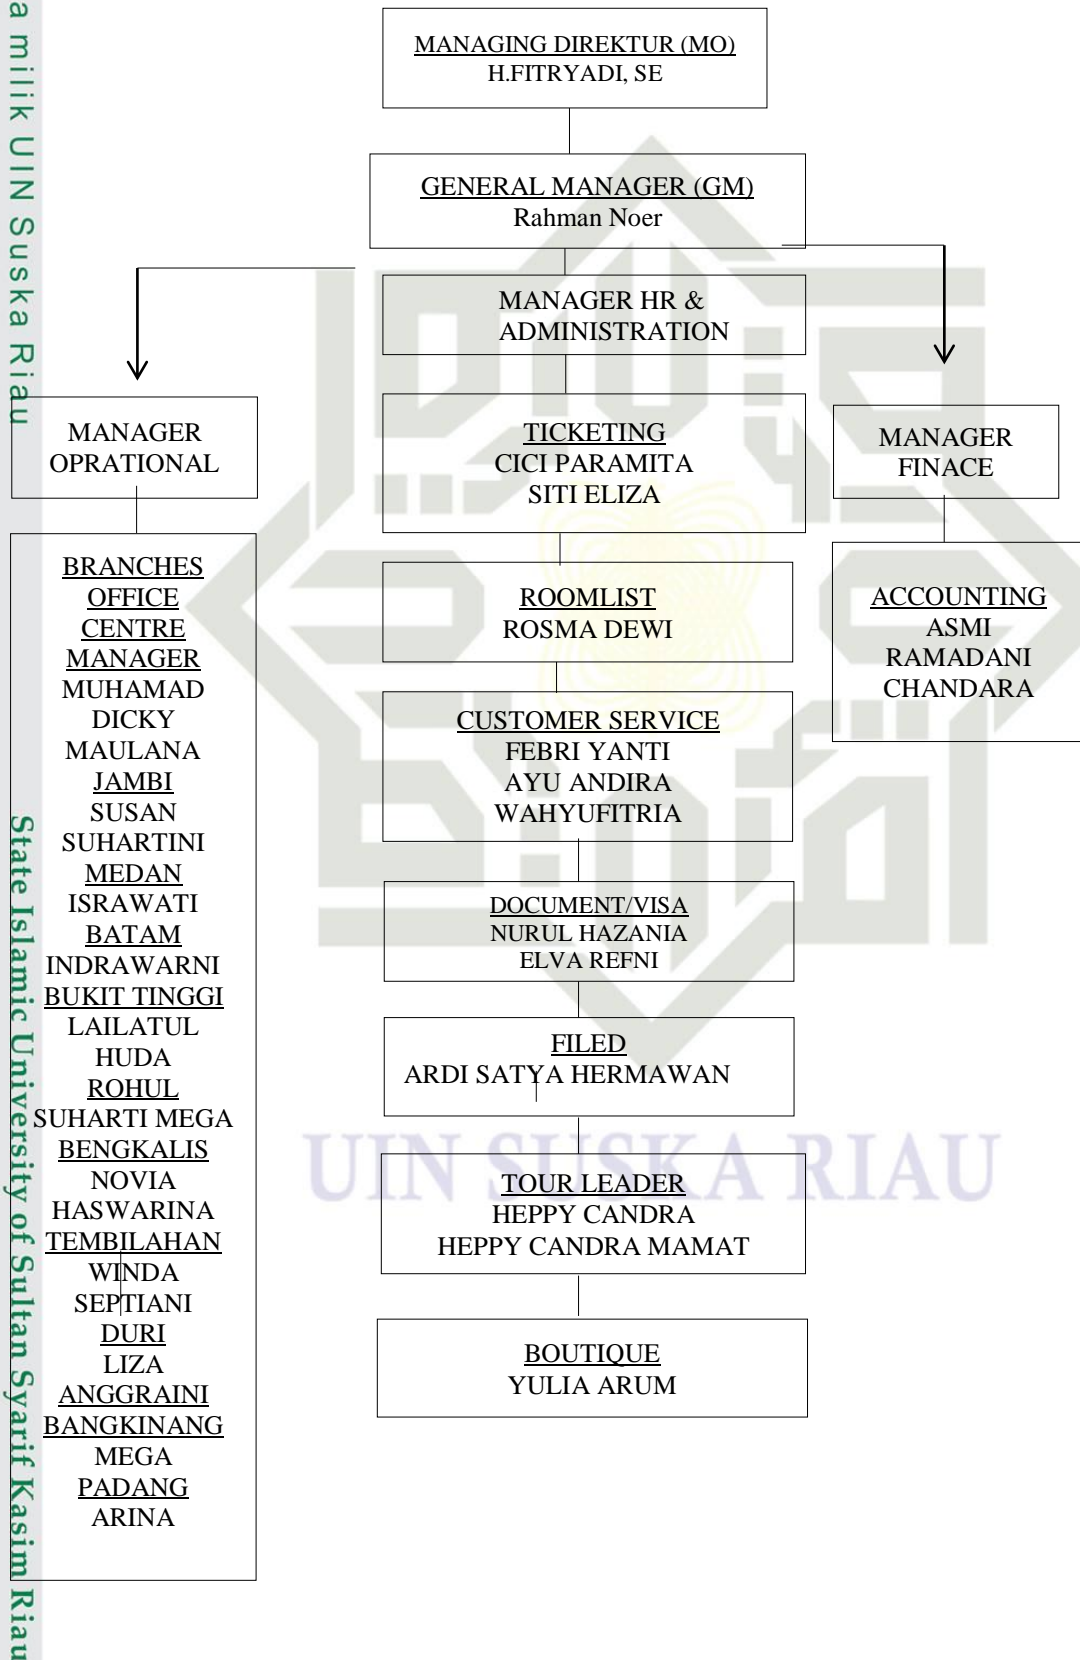 a milik UIN Suska Riau
State Islamic University of Sultan Syarif Kasim Riau
MANAGING DIREKTUR (MO)
H.FITRYADI, SE
GENERAL MANAGER (GM)
Rahman Noer
MANAGER HR &
ADMINISTRATION
MANAGER
OPRATIONAL
TICKETING
CICI PARAMITA
SITI ELIZA
MANAGER
FINACE
BRANCHES
OFFICE
CENTRE
MANAGER
MUHAMAD
DICKY
MAULANA
JAMBI
SUSAN
SUHARTINI
MEDAN
ISRAWATI
BATAM
INDRAWARNI
BUKIT TINGGI
LAILATUL
HUDA
ROHUL
SUHARTI MEGA
BENGKALIS
NOVIA
HASWARINA
TEMBILAHAN
WINDA
SEPTIANI
DURI
LIZA
ANGGRAINI
BANGKINANG
MEGA
PADANG
ARINA
ROOMLIST
ROSMA DEWI
CUSTOMER SERVICE
FEBRI YANTI
AYU ANDIRA
WAHYUFITRIA
DOCUMENT/VISA
NURUL HAZANIA
ELVA REFNI
FILED
ARDI SATYA HERMAWAN
TOUR LEADER
HEPPY CANDRA
HEPPY CANDRA MAMAT
BOUTIQUE
YULIA ARUM
ACCOUNTING
ASMI
RAMADANI
CHANDARA
UIN SUSKA RIAU